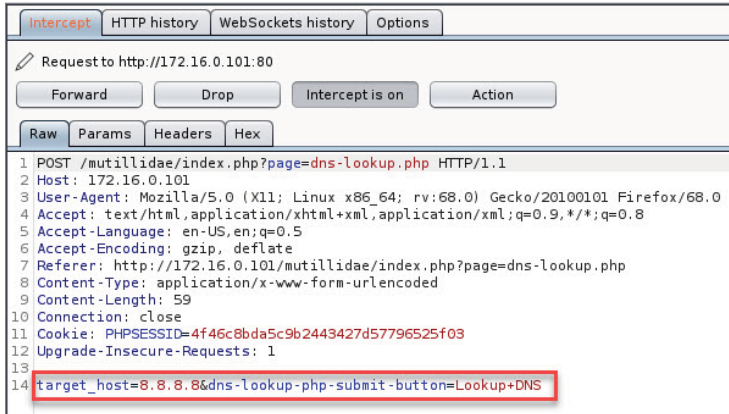 Intercept HTTP history WebSockets history Options
Request to http://172.16.0.101:80
Forward Drop Intercept is on Action
Raw Params Headers Hex
1 POST /mutillidae/index.php?page=dns-lookup.php HTTP/1.1
2 Host: 172.16.0.101
3 User-Agent: Mozilla/5.0 (X11; Linux x86_64; rv:68.0) Gecko/20100101 Firefox/68.0
4 Accept: text/html,application/xhtml+xml,application/xml;q=0.9,*/*;q=0.8
5 Accept-Language: en-US,en;q=0.5
6 Accept-Encoding: gzip, deflate
7 Referer: http://172.16.0.101/mutillidae/index.php?page=dns-lookup.php
8 Content-Type: application/x-www-form-urlencoded
9 Content-Length: 59
10 Connection: close
11 Cookie: PHPSESSID=4f46c8bda5c9b2443427d57796525f03
12 Upgrade-Insecure-Requests: 1
13
14 target_host=8.8.8.8&dns-lookup-php-submit-button=Lookup+DNS